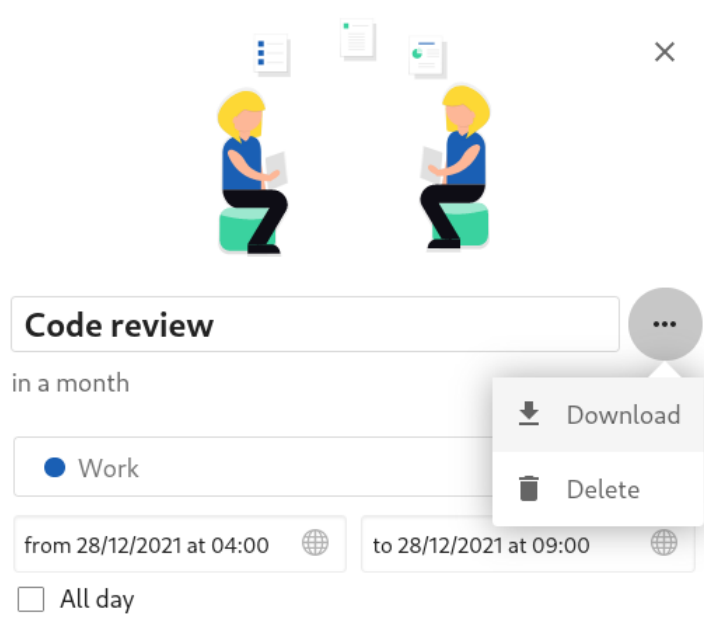 Code review
in a month
Download
Work
Delete
from 28/12/2021 at 04:00
to 28/12/2021 at 09:00
All day